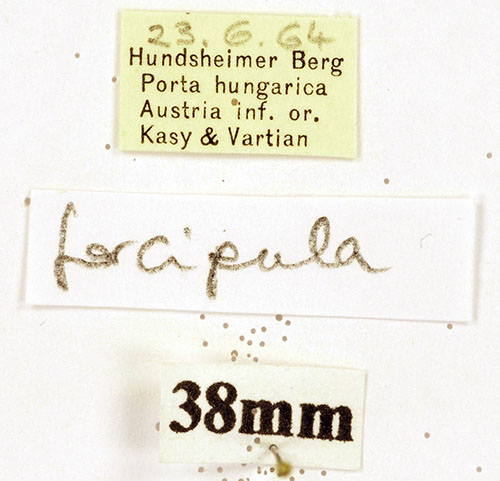 23.6.64
Hundsheimer Berg
Porta hungarica
Austria inf. or.
Kasy & Vartian
forcipula
38mm